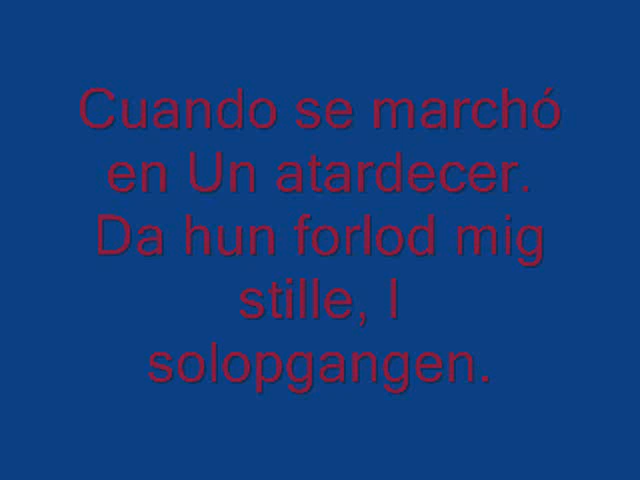 Cuando se marchó
en Un atardecer.
Da hun forlod mig
stille, I
solopgangen.